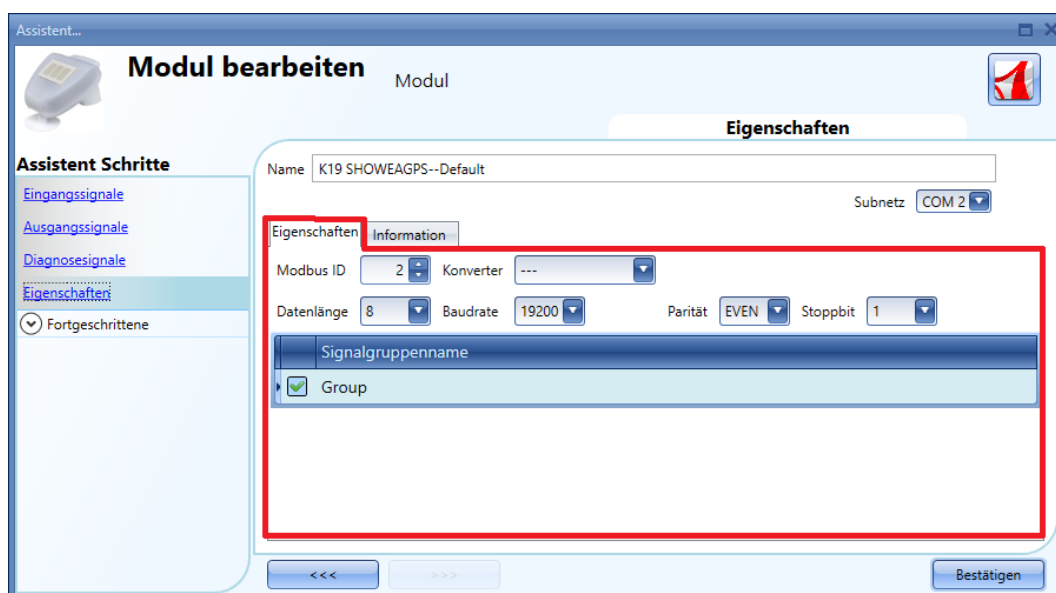 Assistent...
Modul bearbeiten Modul
Eigenschaften
Assistent Schritte
Eingangssignale
Ausgangssignale
Diagnosesignale
Eigenschaften
Fortgeschrittene
Name K19 SHOWEAGPS--Default
Subnetz COM 2
Eigenschaften Information
Modbus ID 2 Konverter ---
Datenlänge 8 Baudrate 19200 Parität EVEN Stoppbit 1
Signalgruppenname
Group
<<< >>> Bestätigen